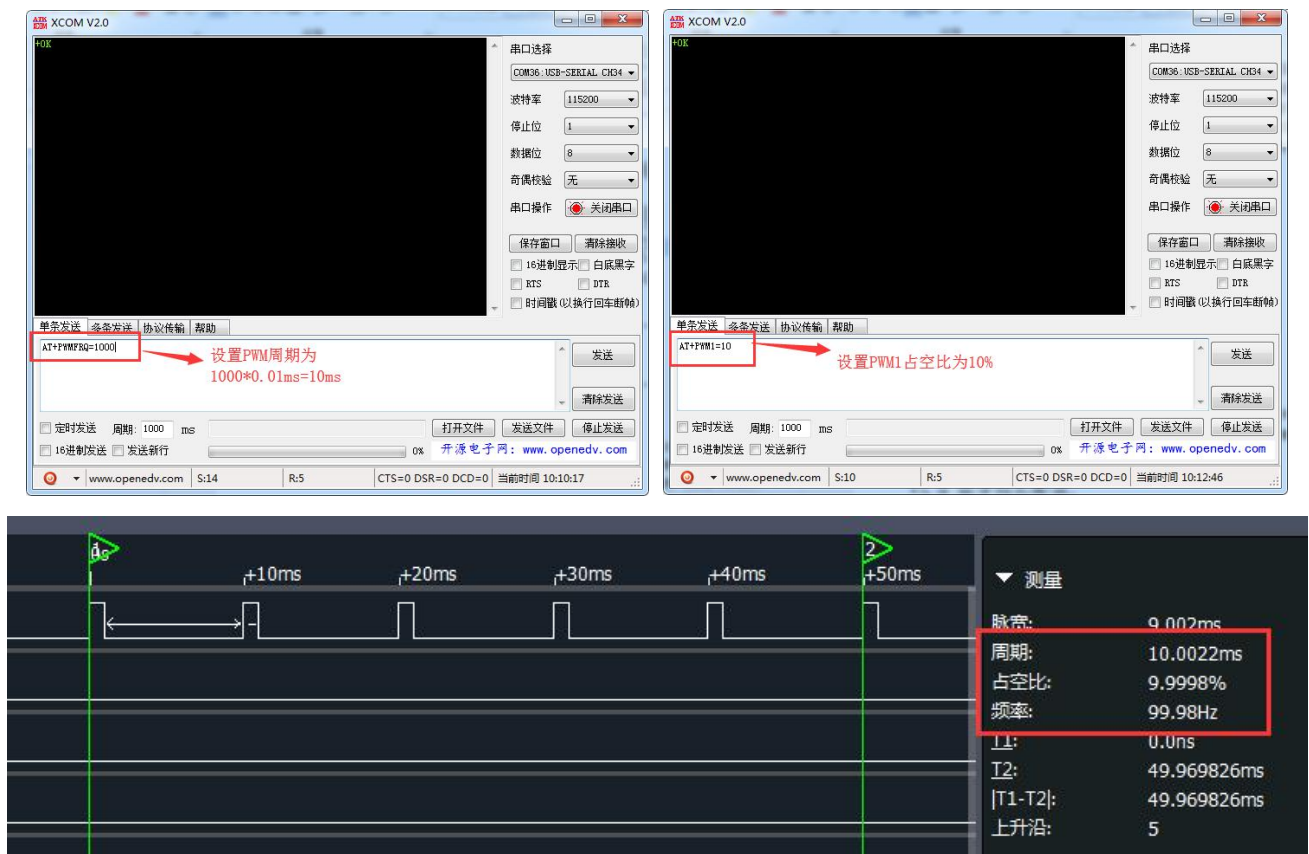 XCOM V2.0
+OK
串口选择
COM36:USB-SERIAL CH34
波特率 115200
停止位 1
数据位 8
奇偶校验 无
串口操作 关闭串口
保存窗口 清除接收
16进制显示 白底黑字
RTS DTR
时间戳(以换行回车断帧)
单条发送 多条发送 协议传输 帮助
AT+PWMFRQ=1000
设置PWM周期为
1000*0.01ms=10ms
发送
清除发送
定时发送 周期: 1000 ms 打开文件 发送文件 停止发送
16进制发送 发送新行 0% 开源电子网: www.openedv.com
www.openedv.com S:14 R:5 CTS=0 DSR=0 DCD=0 当前时间 10:10:17
XCOM V2.0
+OK
串口选择
COM36:USB-SERIAL CH34
波特率 115200
停止位 1
数据位 8
奇偶校验 无
串口操作 关闭串口
保存窗口 清除接收
16进制显示 白底黑字
RTS DTR
时间戳(以换行回车断帧)
单条发送 多条发送 协议传输 帮助
AT+PWM1=10
设置PWM1占空比为10%
发送
清除发送
定时发送 周期: 1000 ms 打开文件 发送文件 停止发送
16进制发送 发送新行 0% 开源电子网: www.openedv.com
www.openedv.com S:10 R:5 CTS=0 DSR=0 DCD=0 当前时间 10:12:46
2
+10ms +20ms +30ms +40ms +50ms
测量
脉宽: 9.002ms
周期: 10.0022ms
占空比: 9.9998%
频率: 99.98Hz
T1: 0.0ns
T2: 49.969826ms
|T1-T2|: 49.969826ms
上升沿: 5